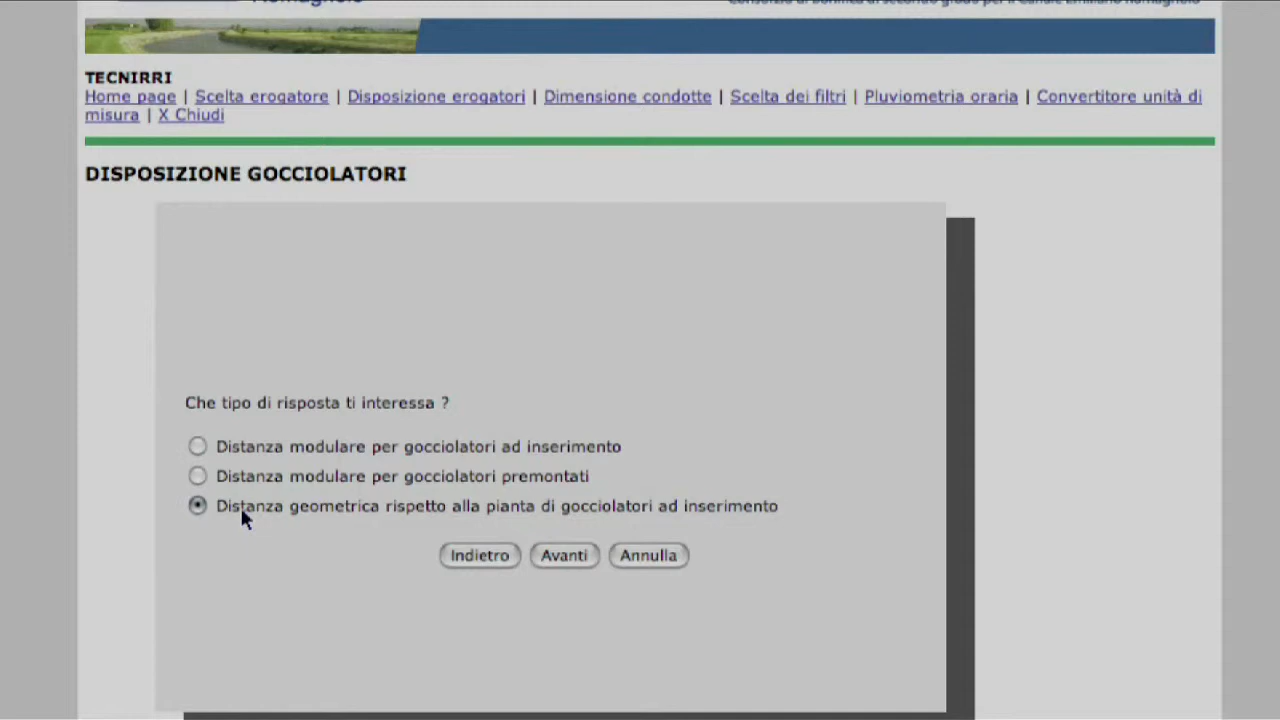 TECNIRRI
Home page | Scelta erogatore | Disposizione erogatori | Dimensione condotte | Scelta dei filtri | Pluviometria oraria | Convertitore unità di
misura | X Chiudi
DISPOSIZIONE GOCCIOLATORI
Che tipo di risposta ti interessa ?
Distanza modulare per gocciolatori ad inserimento
Distanza modulare per gocciolatori premontati
Distanza geometrica rispetto alla pianta di gocciolatori ad inserimento
Indietro Avanti Annulla